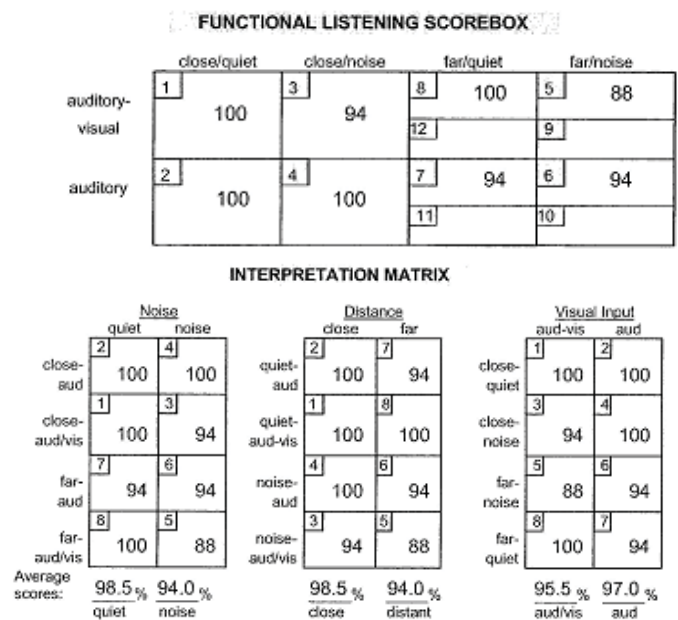 FUNCTIONAL LISTENING SCOREBOX
close/quiet close/noise far/quiet far/noise
auditory-visual 1 100 3 94 8 100 5 88
12 9
auditory 2 100 4 100 7 94 6 94
11 10
INTERPRETATION MATRIX
Noise
quiet noise
close-aud 2 100 4 100
close-aud/vis 1 100 3 94
far-aud 7 94 6 94
far-aud/vis 8 100 5 88
Average scores: 98.5 % 94.0 %
quiet noise
Distance
close far
quiet-aud 2 100 7 94
quiet-aud-vis 1 100 8 100
noise-aud 4 100 6 94
noise-aud/vis 3 94 5 88
98.5 % 94.0 %
close distant
Visual Input
aud-vis aud
close-quiet 1 100 2 100
close-noise 3 94 4 100
far-noise 5 88 6 94
far-quiet 8 100 7 94
95.5 % 97.0 %
aud/vis aud